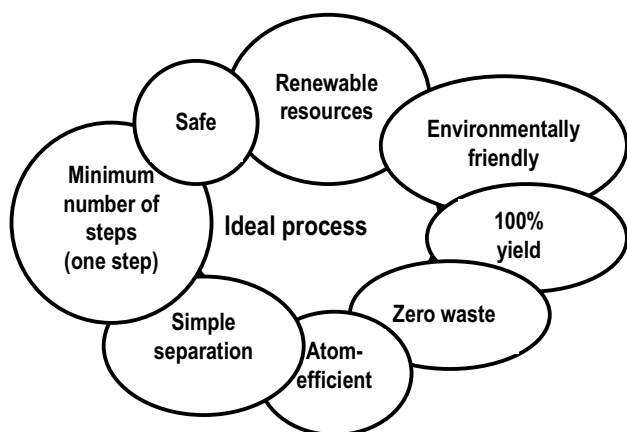 Renewable
resources
Safe
Environmentally
friendly
Minimum
number of
steps
(one step)
Ideal process
100%
yield
Zero waste
Simple
separation
Atom-
efficient